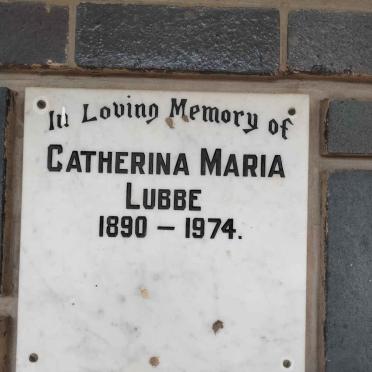 In Loving Memory of
CATHERINA MARIA
LUBBE
1890 – 1974.